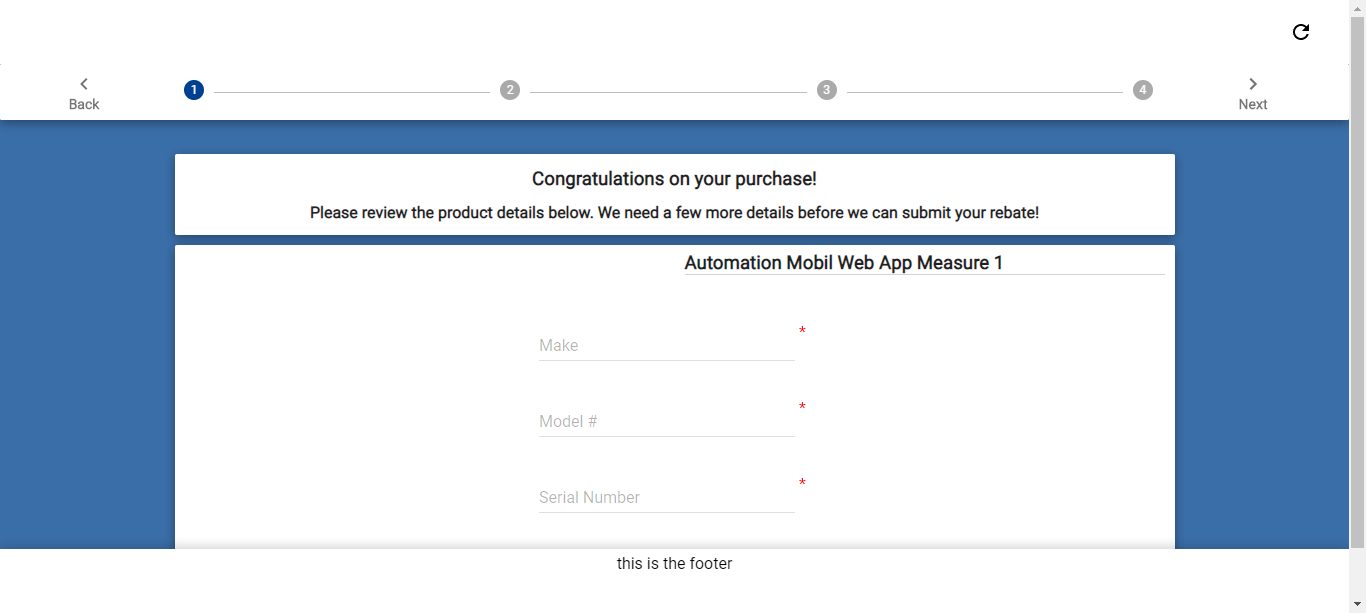 1 2 3 4
Back Next
Congratulations on your purchase!
Please review the product details below. We need a few more details before we can submit your rebate!
Automation Mobil Web App Measure 1
*
Make
*
Model #
*
Serial Number
this is the footer